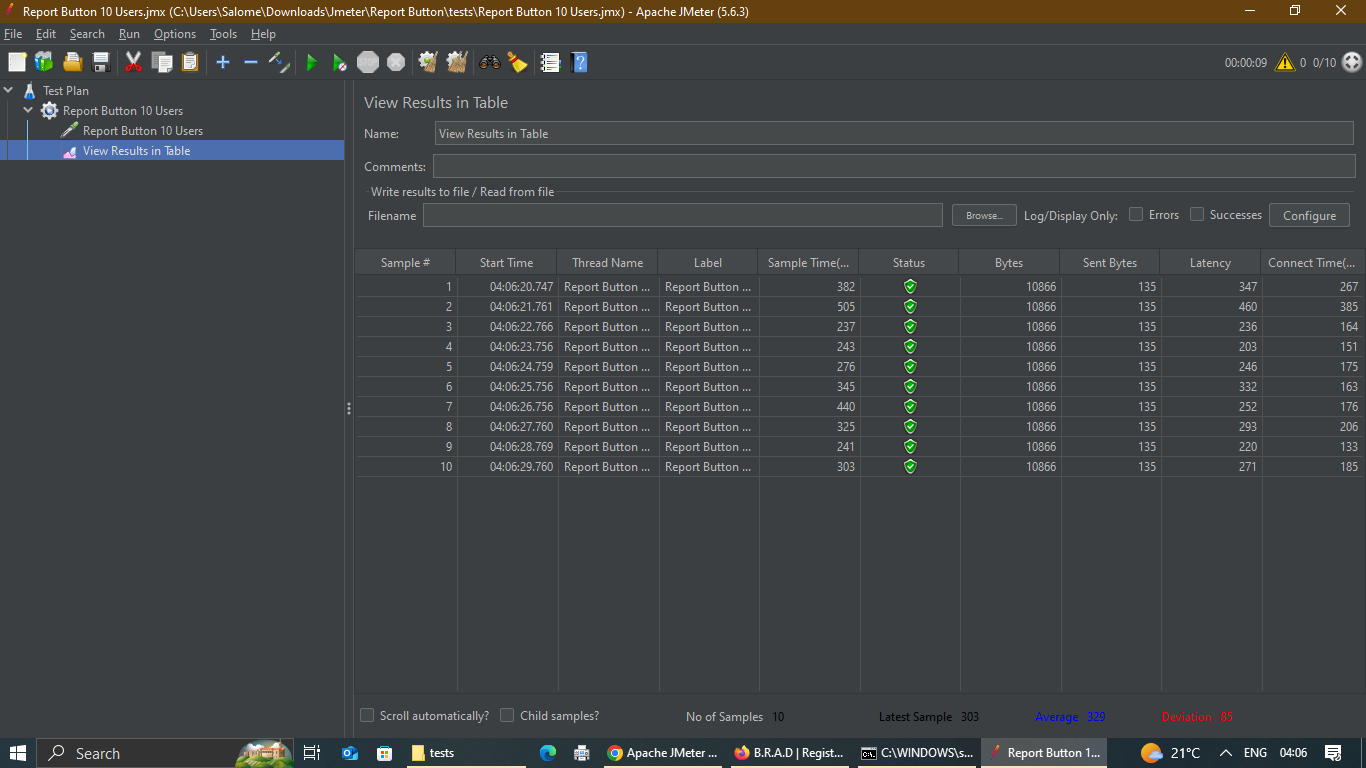 Report Button 10 Users.jmx (C:\Users\Salome\Downloads\Jmeter\Report Button\tests\Report Button 10 Users.jmx) - Apache JMeter (5.6.3)
File Edit Search Run Options Tools Help
STOP 00:00:09 0 0/10
Test Plan
Report Button 10 Users
Report Button 10 Users
View Results in Table
View Results in Table
Name: View Results in Table
Comments:
Write results to file / Read from file
Filename Browse... Log/Display Only: Errors Successes Configure
Sample # Start Time Thread Name Label Sample Time(... Status Bytes Sent Bytes Latency Connect Time(...
1 04:06:20.747 Report Button ... Report Button ... 382 10866 135 347 267
2 04:06:21.761 Report Button ... Report Button ... 505 10866 135 460 385
3 04:06:22.766 Report Button ... Report Button ... 237 10866 135 236 164
4 04:06:23.756 Report Button ... Report Button ... 243 10866 135 203 151
5 04:06:24.759 Report Button ... Report Button ... 276 10866 135 246 175
6 04:06:25.756 Report Button ... Report Button ... 345 10866 135 332 163
7 04:06:26.756 Report Button ... Report Button ... 440 10866 135 252 176
8 04:06:27.760 Report Button ... Report Button ... 325 10866 135 293 206
9 04:06:28.769 Report Button ... Report Button ... 241 10866 135 220 133
10 04:06:29.760 Report Button ... Report Button ... 303 10866 135 271 185
Scroll automatically? Child samples? No of Samples 10 Latest Sample 303 Average 329 Deviation 85
Search tests Apache JMeter ... B.R.A.D | Regist... C:\WINDOWS\s... Report Button 1... 21°C ENG 04:06